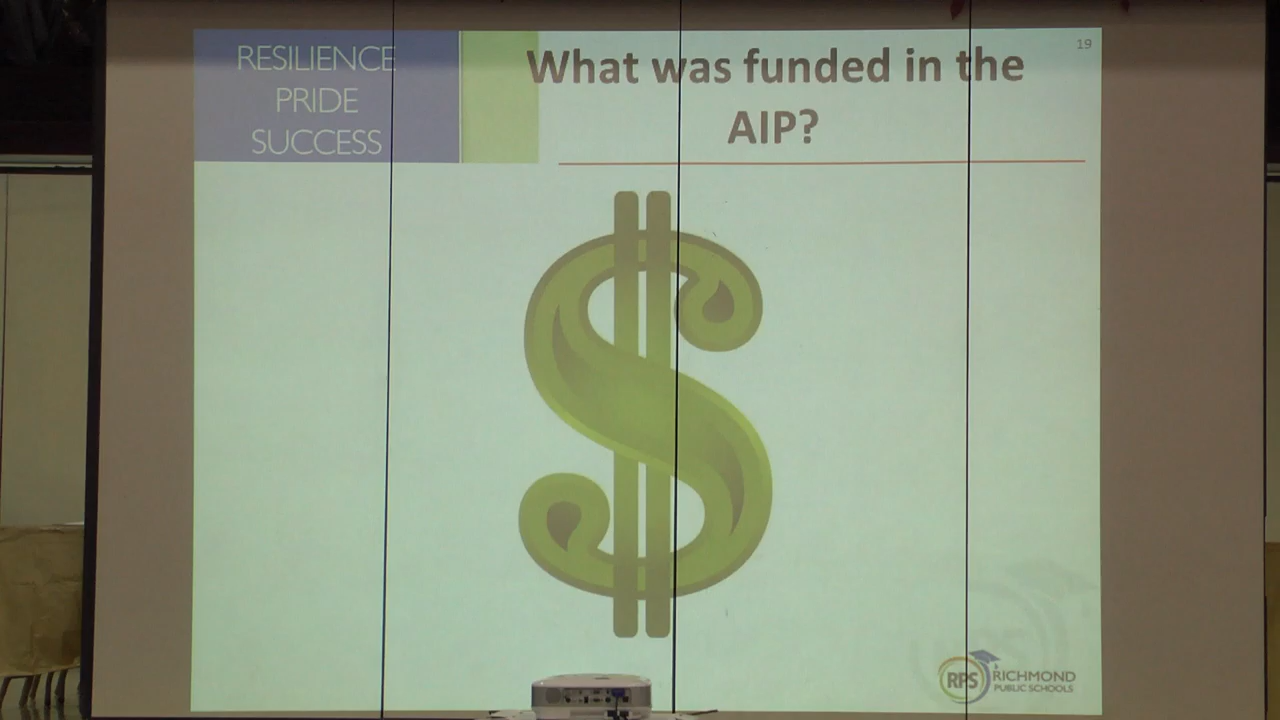 RESILIENCE
PRIDE
SUCCESS
What was funded in the
AIP?
19
RPS
RICHMOND
PUBLIC SCHOOLS